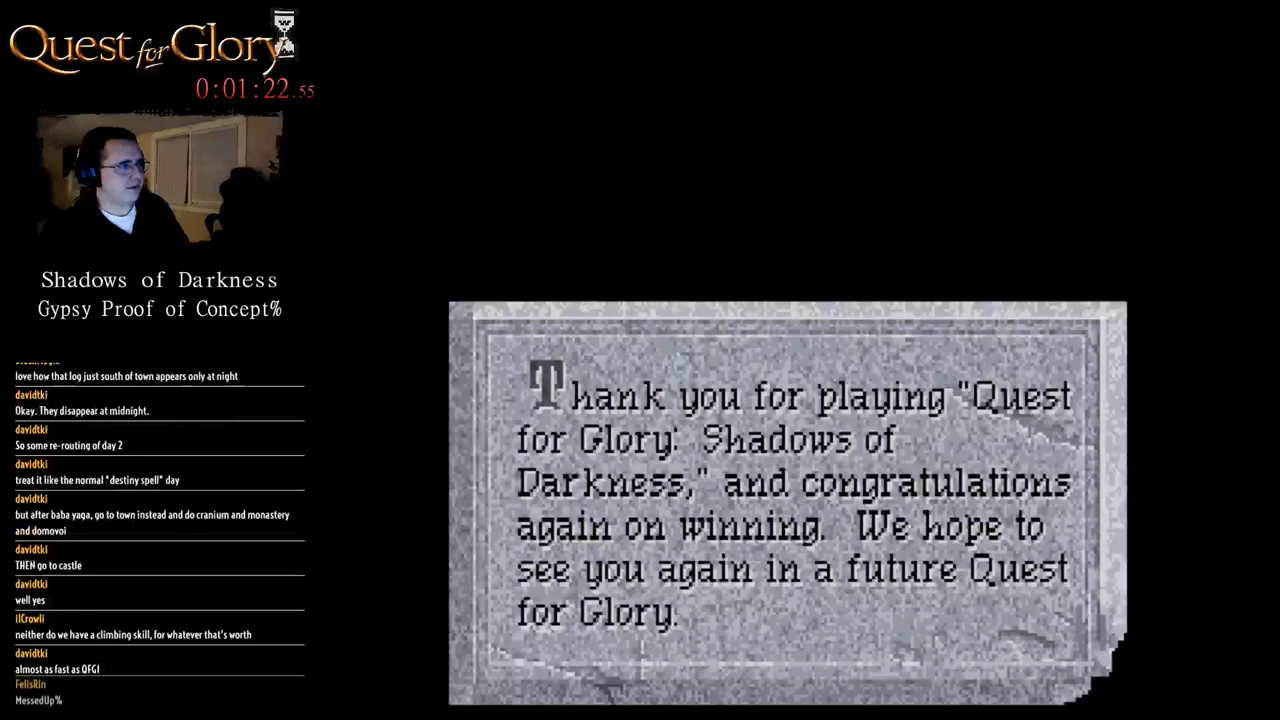 Quest for Glory
0:01:22.55
Shadows of Darkness
Gypsy Proof of Concept%
love how that log just south of town appears only at night
davidtki
Okay. They disappear at midnight.
davidtki
So some re-routing of day 2
davidtki
treat it like the normal "destiny spell" day
davidtki
but after baba yaga, go to town instead and do cranium and monastery
and domovoi
davidtki
THEN go to castle
davidtki
well yes
ilCrowli
neither do we have a climbing skill, for whatever that's worth
davidtki
almost as fast as QFG1
FelisRin
MessedUp%
Thank you for playing "Quest
for Glory: Shadows of
Darkness," and congratulations
again on winning. We hope to
see you again in a future Quest
for Glory.